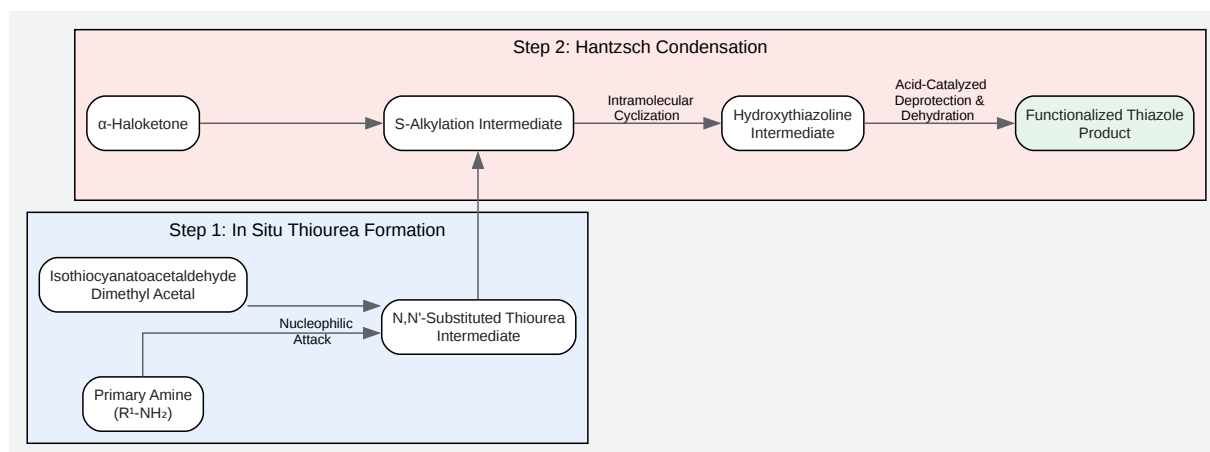 Step 2: Hantzsch Condensation
α-Haloketone
S-Alkylation Intermediate
Intramolecular
Cyclization
Hydroxythiazoline
Intermediate
Acid-Catalyzed
Deprotection &
Dehydration
Functionalized Thiazole
Product
Step 1: In Situ Thiourea Formation
Isothiocyanatoacetaldehyde
Dimethyl Acetal
Nucleophilic
Attack
N,N'-Substituted Thiourea
Intermediate
Primary Amine
(R¹-NH₂)